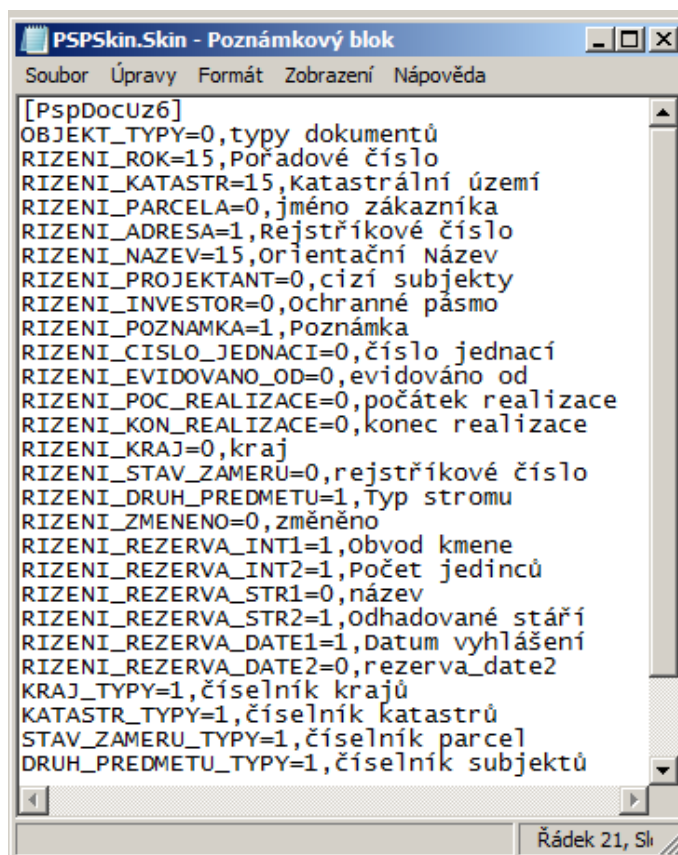 PSPSkin.Skin - Poznámkový blok
Soubor Úpravy Formát Zobrazení Nápověda
[PspDocUz6]
OBJEKT_TYPY=0,typy dokumentů
RIZENI_ROK=15,Pořadové číslo
RIZENI_KATASTR=15,Katastrální území
RIZENI_PARCELA=0,jméno zákazníka
RIZENI_ADRESA=1,Rejstříkové číslo
RIZENI_NAZEV=15,Orientační Název
RIZENI_PROJEKTANT=0,cizí subjekty
RIZENI_INVESTOR=0,Ochranné pásmo
RIZENI_POZNAMKA=1,Poznámka
RIZENI_CISLO_JEDNACI=0,číslo jednací
RIZENI_EVIDOVANO_OD=0,evidováno od
RIZENI_POC_REALIZACE=0,počátek realizace
RIZENI_KON_REALIZACE=0,konec realizace
RIZENI_KRAJ=0,kraj
RIZENI_STAV_ZAMERU=0,rejstříkové číslo
RIZENI_DRUH_PREDMETU=1,Typ stromu
RIZENI_ZMENENO=0,změněno
RIZENI_REZERVA_INT1=1,Obvod kmene
RIZENI_REZERVA_INT2=1,Počet jedinců
RIZENI_REZERVA_STR1=0,název
RIZENI_REZERVA_STR2=1,Odhadované stáří
RIZENI_REZERVA_DATE1=1,Datum vyhlášení
RIZENI_REZERVA_DATE2=0,rezerva_date2
KRAJ_TYPY=1,číselník krajů
KATASTR_TYPY=1,číselník katastrů
STAV_ZAMERU_TYPY=1,číselník parcel
DRUH_PREDMETU_TYPY=1,číselník subjektů
Řádek 21,